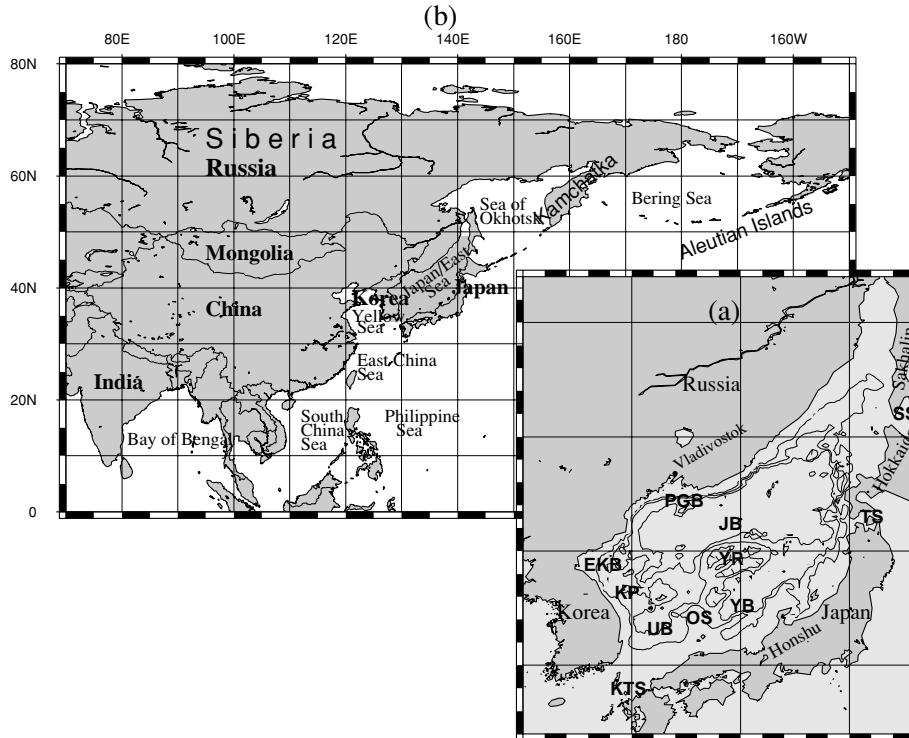 (b)
80E 100E 120E 140E 160E 180 160W
80N
60N
40N
20N
0
Siberia
Russia
Mongolia
China
India
Bay of Bengal
Korea
Japan
Japan/East
Sea
Yellow
Sea
East China
Sea
South
China
Sea
Philippine
Sea
Sea of
Okhotsk
Kamchatka
Bering Sea
Aleutian Islands
(a)
Russia
Sakhalin
SS
Vladivostok
Hokkaido
PGB
JB
TS
EKB
YR
KP
Korea
YB
Japan
OS
UB
Honshu
KTS